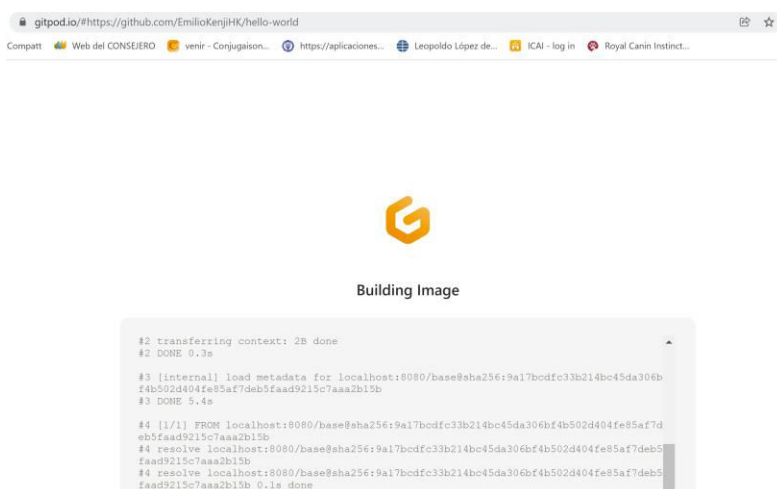 gitpod.io/#https://github.com/EmilioKenjiHK/hello-world
Compatt Web del CONSEJERO venir - Conjugaison... https://aplicaciones... Leopoldo López de... ICAI - log in Royal Canin Instinct...
Building Image
#2 transferring context: 2B done
#2 DONE 0.3s
#3 [internal] load metadata for localhost:8080/base@sha256:9a17bcdfc33b214bc45da306b
f4b502d404fe85af7deb5faad9215c7aaa2b15b
#3 DONE 5.4s
#4 [1/1] FROM localhost:8080/base@sha256:9a17bcdfc33b214bc45da306bf4b502d404fe85af7d
eb5faad9215c7aaa2b15b
#4 resolve localhost:8080/base@sha256:9a17bcdfc33b214bc45da306bf4b502d404fe85af7deb5
faad9215c7aaa2b15b
#4 resolve localhost:8080/base@sha256:9a17bcdfc33b214bc45da306bf4b502d404fe85af7deb5
faad9215c7aaa2b15b 0.1s done